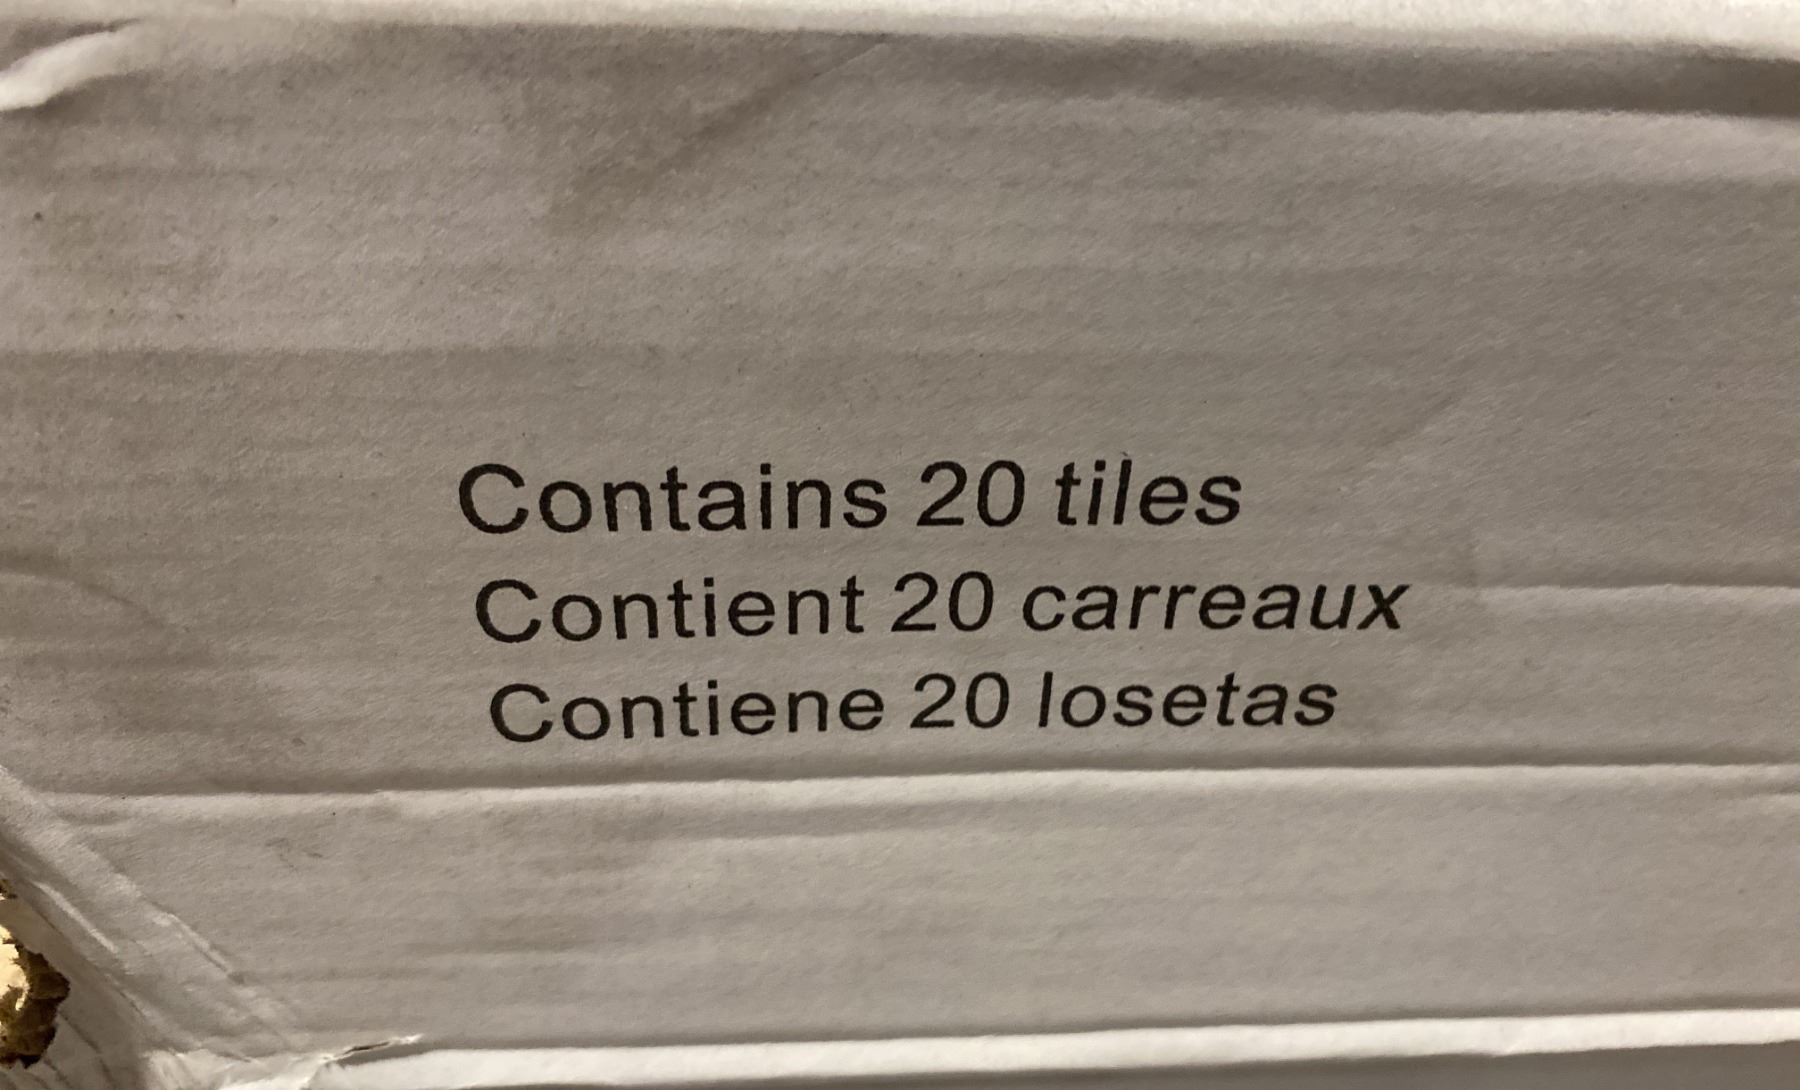 Contains 20 tiles
Contient 20 carreaux
Contiene 20 losetas